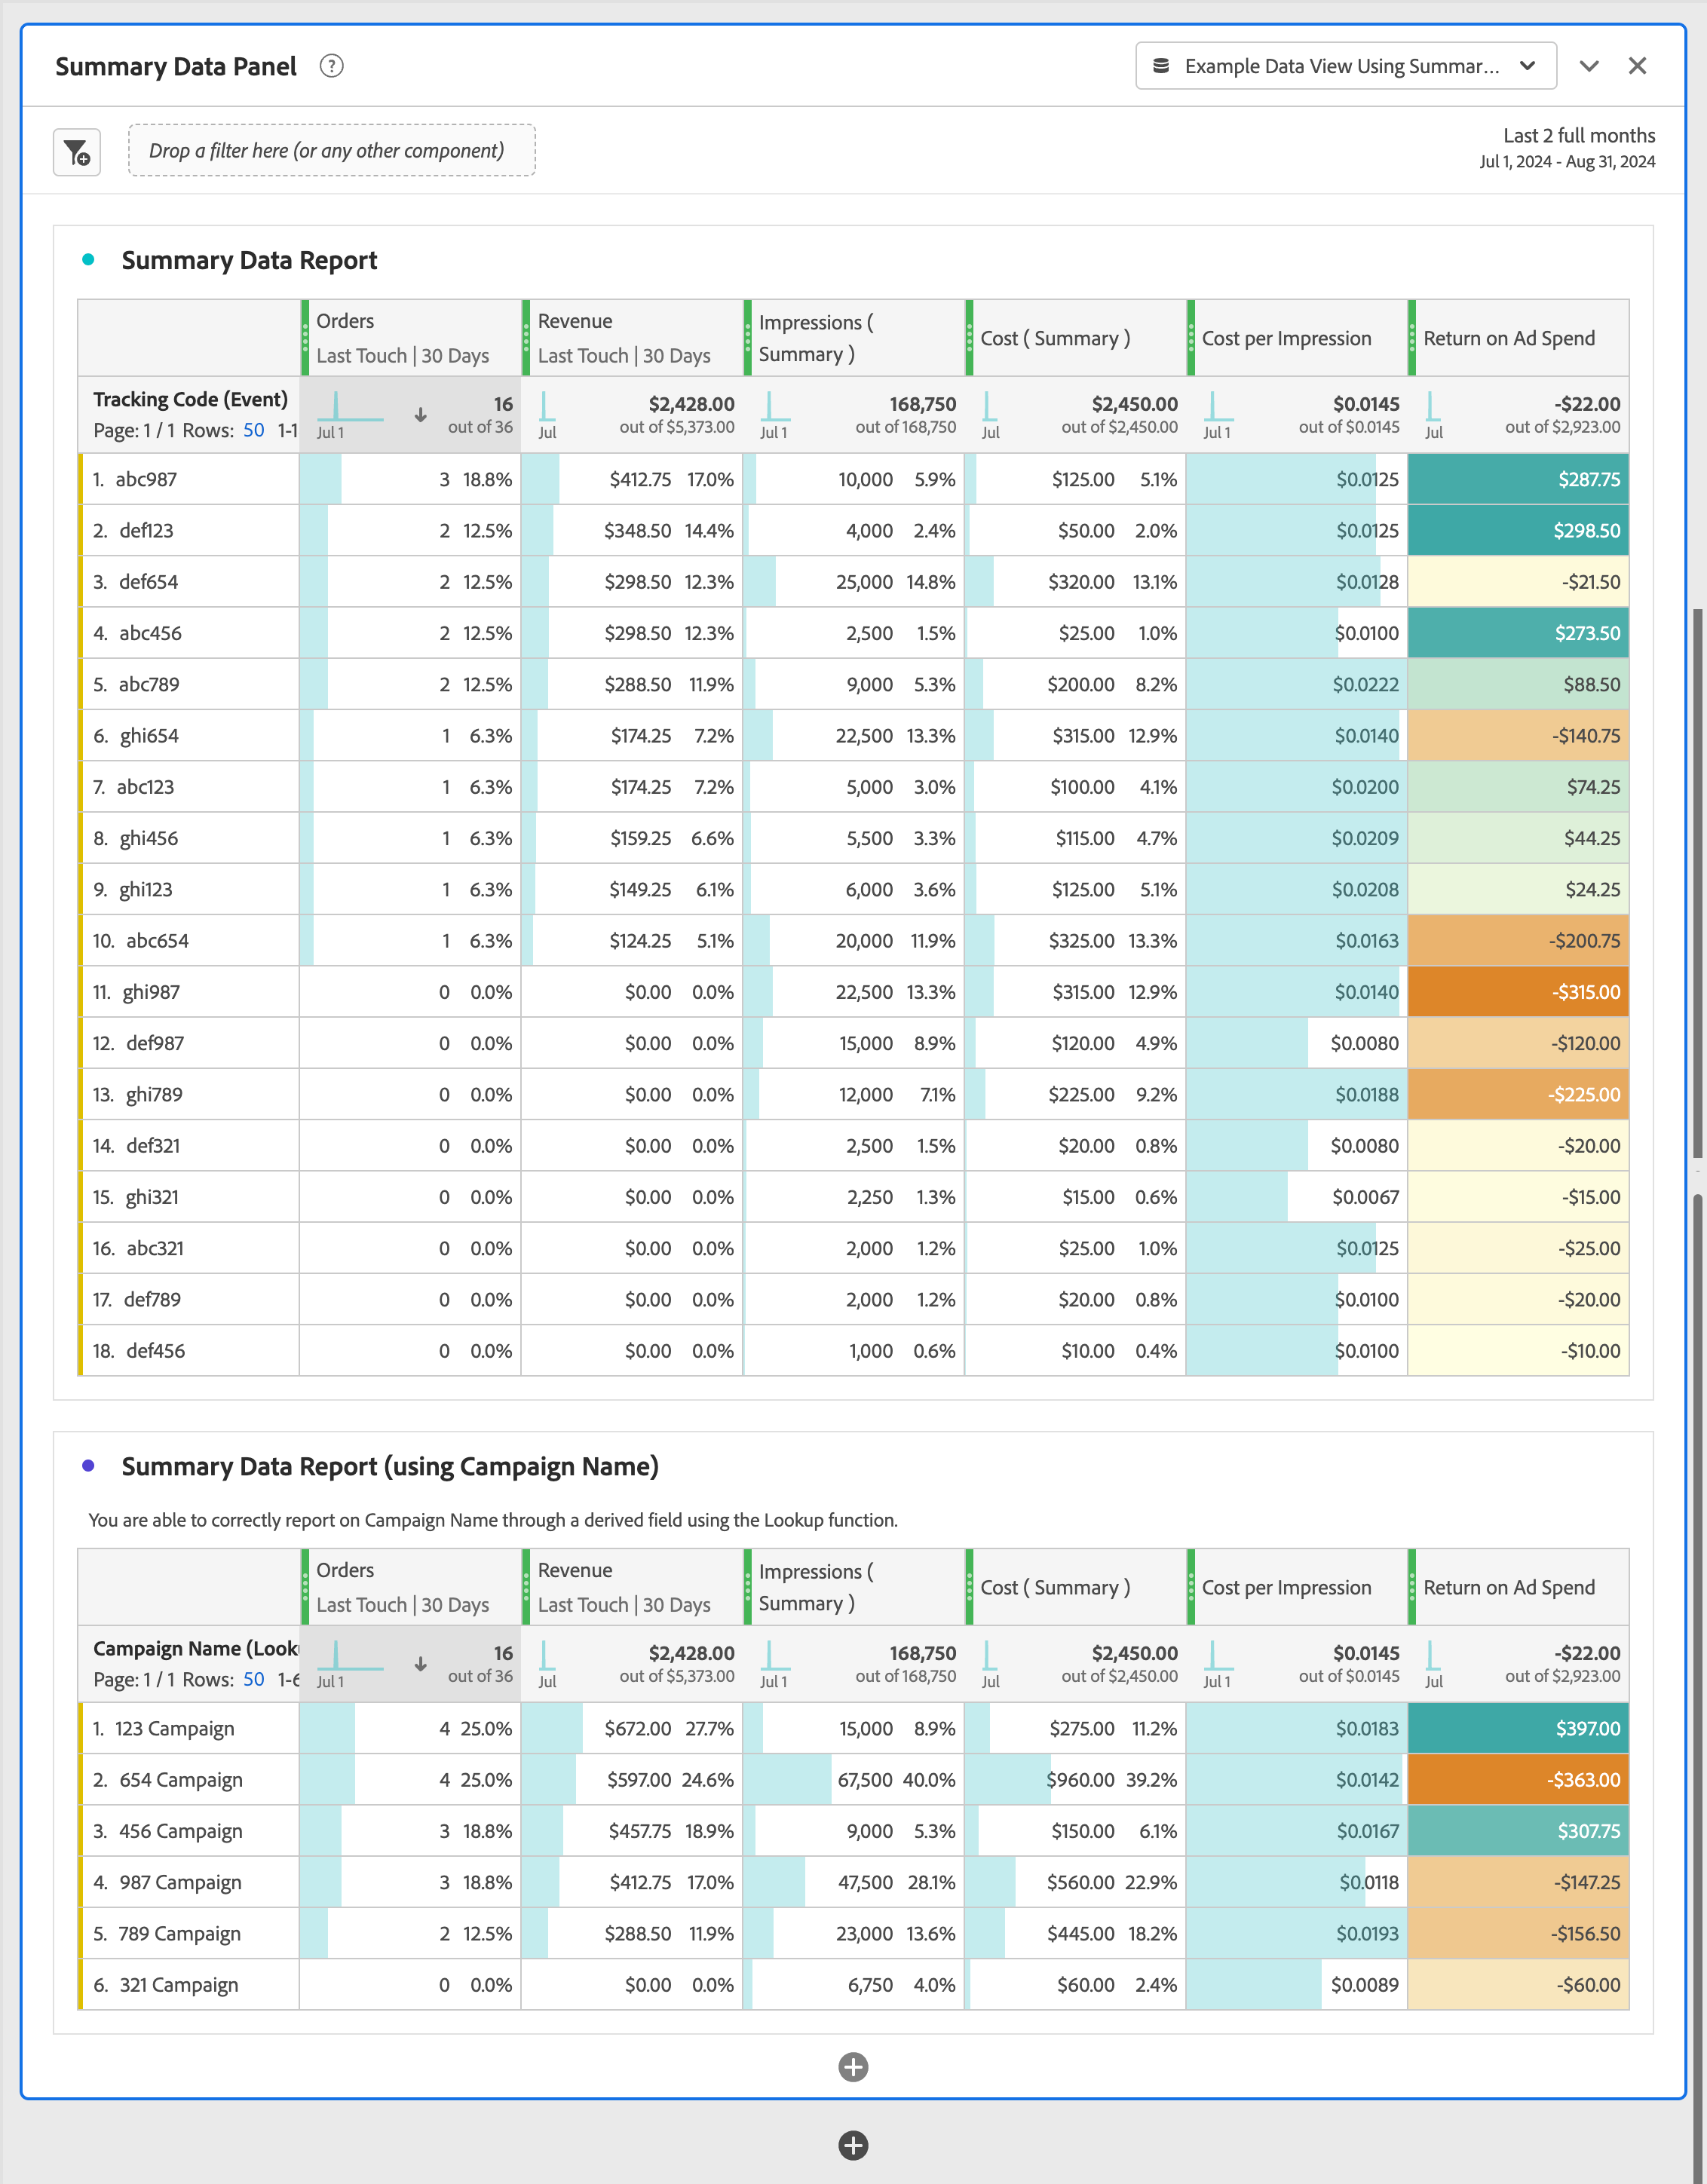 Summary Data Panel ? Example Data View Using Summar...
Drop a filter here (or any other component)
Last 2 full months
Jul 1, 2024 - Aug 31, 2024
Summary Data Report
Orders
Last Touch | 30 Days
Revenue
Last Touch | 30 Days
Impressions (
Summary )
Cost ( Summary )
Cost per Impression
Return on Ad Spend
Tracking Code (Event)
Page: 1 / 1 Rows: 50 1-1
Jul 1
16
out of 36
Jul
$2,428.00
out of $5,373.00
Jul 1
168,750
out of 168,750
Jul
$2,450.00
out of $2,450.00
Jul 1
$0.0145
out of $0.0145
Jul
-$22.00
out of $2,923.00
1. abc987 3 18.8% $412.75 17.0% 10,000 5.9% $125.00 5.1% $0.0125 $287.75
2. def123 2 12.5% $348.50 14.4% 4,000 2.4% $50.00 2.0% $0.0125 $298.50
3. def654 2 12.5% $298.50 12.3% 25,000 14.8% $320.00 13.1% $0.0128 -$21.50
4. abc456 2 12.5% $298.50 12.3% 2,500 1.5% $25.00 1.0% $0.0100 $273.50
5. abc789 2 12.5% $288.50 11.9% 9,000 5.3% $200.00 8.2% $0.0222 $88.50
6. ghi654 1 6.3% $174.25 7.2% 22,500 13.3% $315.00 12.9% $0.0140 -$140.75
7. abc123 1 6.3% $174.25 7.2% 5,000 3.0% $100.00 4.1% $0.0200 $74.25
8. ghi456 1 6.3% $159.25 6.6% 5,500 3.3% $115.00 4.7% $0.0209 $44.25
9. ghi123 1 6.3% $149.25 6.1% 6,000 3.6% $125.00 5.1% $0.0208 $24.25
10. abc654 1 6.3% $124.25 5.1% 20,000 11.9% $325.00 13.3% $0.0163 -$200.75
11. ghi987 0 0.0% $0.00 0.0% 22,500 13.3% $315.00 12.9% $0.0140 -$315.00
12. def987 0 0.0% $0.00 0.0% 15,000 8.9% $120.00 4.9% $0.0080 -$120.00
13. ghi789 0 0.0% $0.00 0.0% 12,000 7.1% $225.00 9.2% $0.0188 -$225.00
14. def321 0 0.0% $0.00 0.0% 2,500 1.5% $20.00 0.8% $0.0080 -$20.00
15. ghi321 0 0.0% $0.00 0.0% 2,250 1.3% $15.00 0.6% $0.0067 -$15.00
16. abc321 0 0.0% $0.00 0.0% 2,000 1.2% $25.00 1.0% $0.0125 -$25.00
17. def789 0 0.0% $0.00 0.0% 2,000 1.2% $20.00 0.8% $0.0100 -$20.00
18. def456 0 0.0% $0.00 0.0% 1,000 0.6% $10.00 0.4% $0.0100 -$10.00
Summary Data Report (using Campaign Name)
You are able to correctly report on Campaign Name through a derived field using the Lookup function.
Orders
Last Touch | 30 Days
Revenue
Last Touch | 30 Days
Impressions (
Summary )
Cost ( Summary )
Cost per Impression
Return on Ad Spend
Campaign Name (Look
Page: 1 / 1 Rows: 50 1-6
Jul 1
16
out of 36
Jul
$2,428.00
out of $5,373.00
Jul 1
168,750
out of 168,750
Jul
$2,450.00
out of $2,450.00
Jul 1
$0.0145
out of $0.0145
Jul
-$22.00
out of $2,923.00
1. 123 Campaign 4 25.0% $672.00 27.7% 15,000 8.9% $275.00 11.2% $0.0183 $397.00
2. 654 Campaign 4 25.0% $597.00 24.6% 67,500 40.0% $960.00 39.2% $0.0142 -$363.00
3. 456 Campaign 3 18.8% $457.75 18.9% 9,000 5.3% $150.00 6.1% $0.0167 $307.75
4. 987 Campaign 3 18.8% $412.75 17.0% 47,500 28.1% $560.00 22.9% $0.0118 -$147.25
5. 789 Campaign 2 12.5% $288.50 11.9% 23,000 13.6% $445.00 18.2% $0.0193 -$156.50
6. 321 Campaign 0 0.0% $0.00 0.0% 6,750 4.0% $60.00 2.4% $0.0089 -$60.00